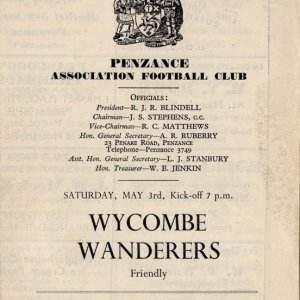 PENZANCE
ASSOCIATION FOOTBALL CLUB
OFFICIALS:
President—R. J. R. BLINDELL
Chairman—J. S. STEPHENS, C.C.
Vice-Chairman—R. C. MATTHEWS
Hon. General Secretary—A. R. RUBERRY
23 PENARE ROAD, PENZANCE
Telephone—Penzance 3749
Asst. Hon. General Secretary—L. J. STANBURY
Hon. Treasurer—W. E. JENKIN
SATURDAY, MAY 3rd, Kick-off 7 p.m.
WYCOMBE
WANDERERS
Friendly